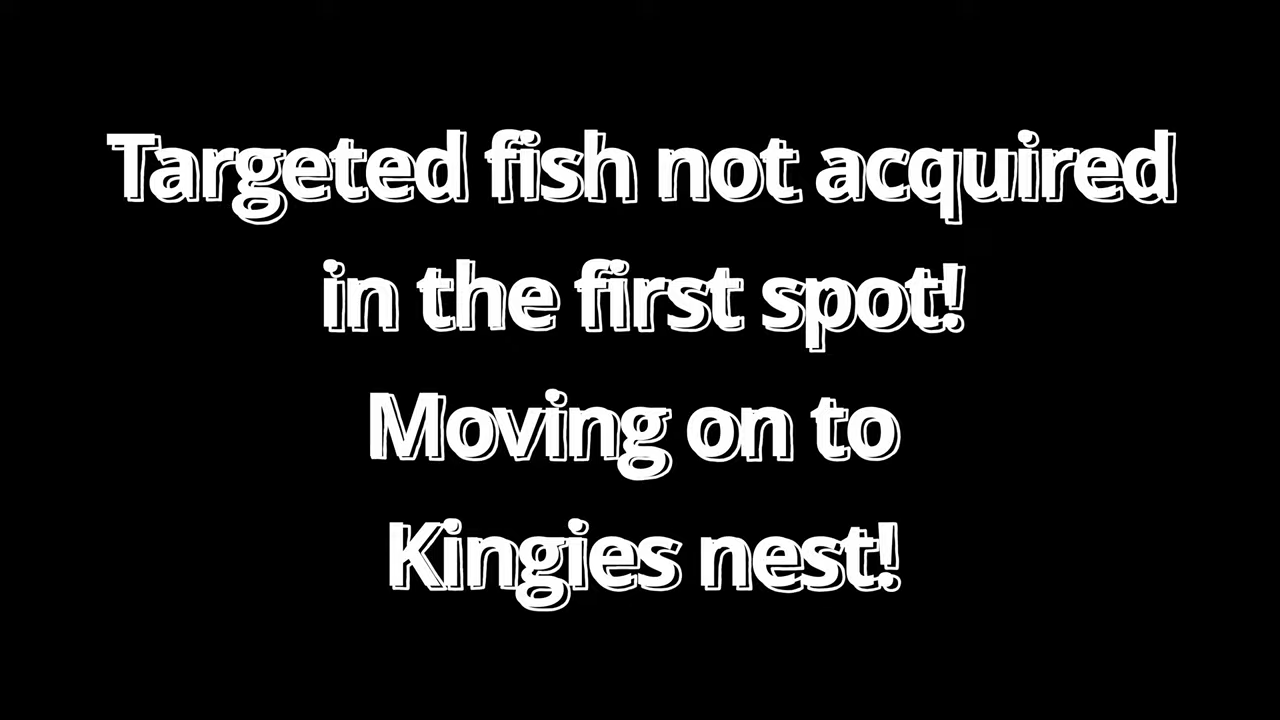 Targeted fish not acquired
in the first spot!
Moving on to
Kingies nest!